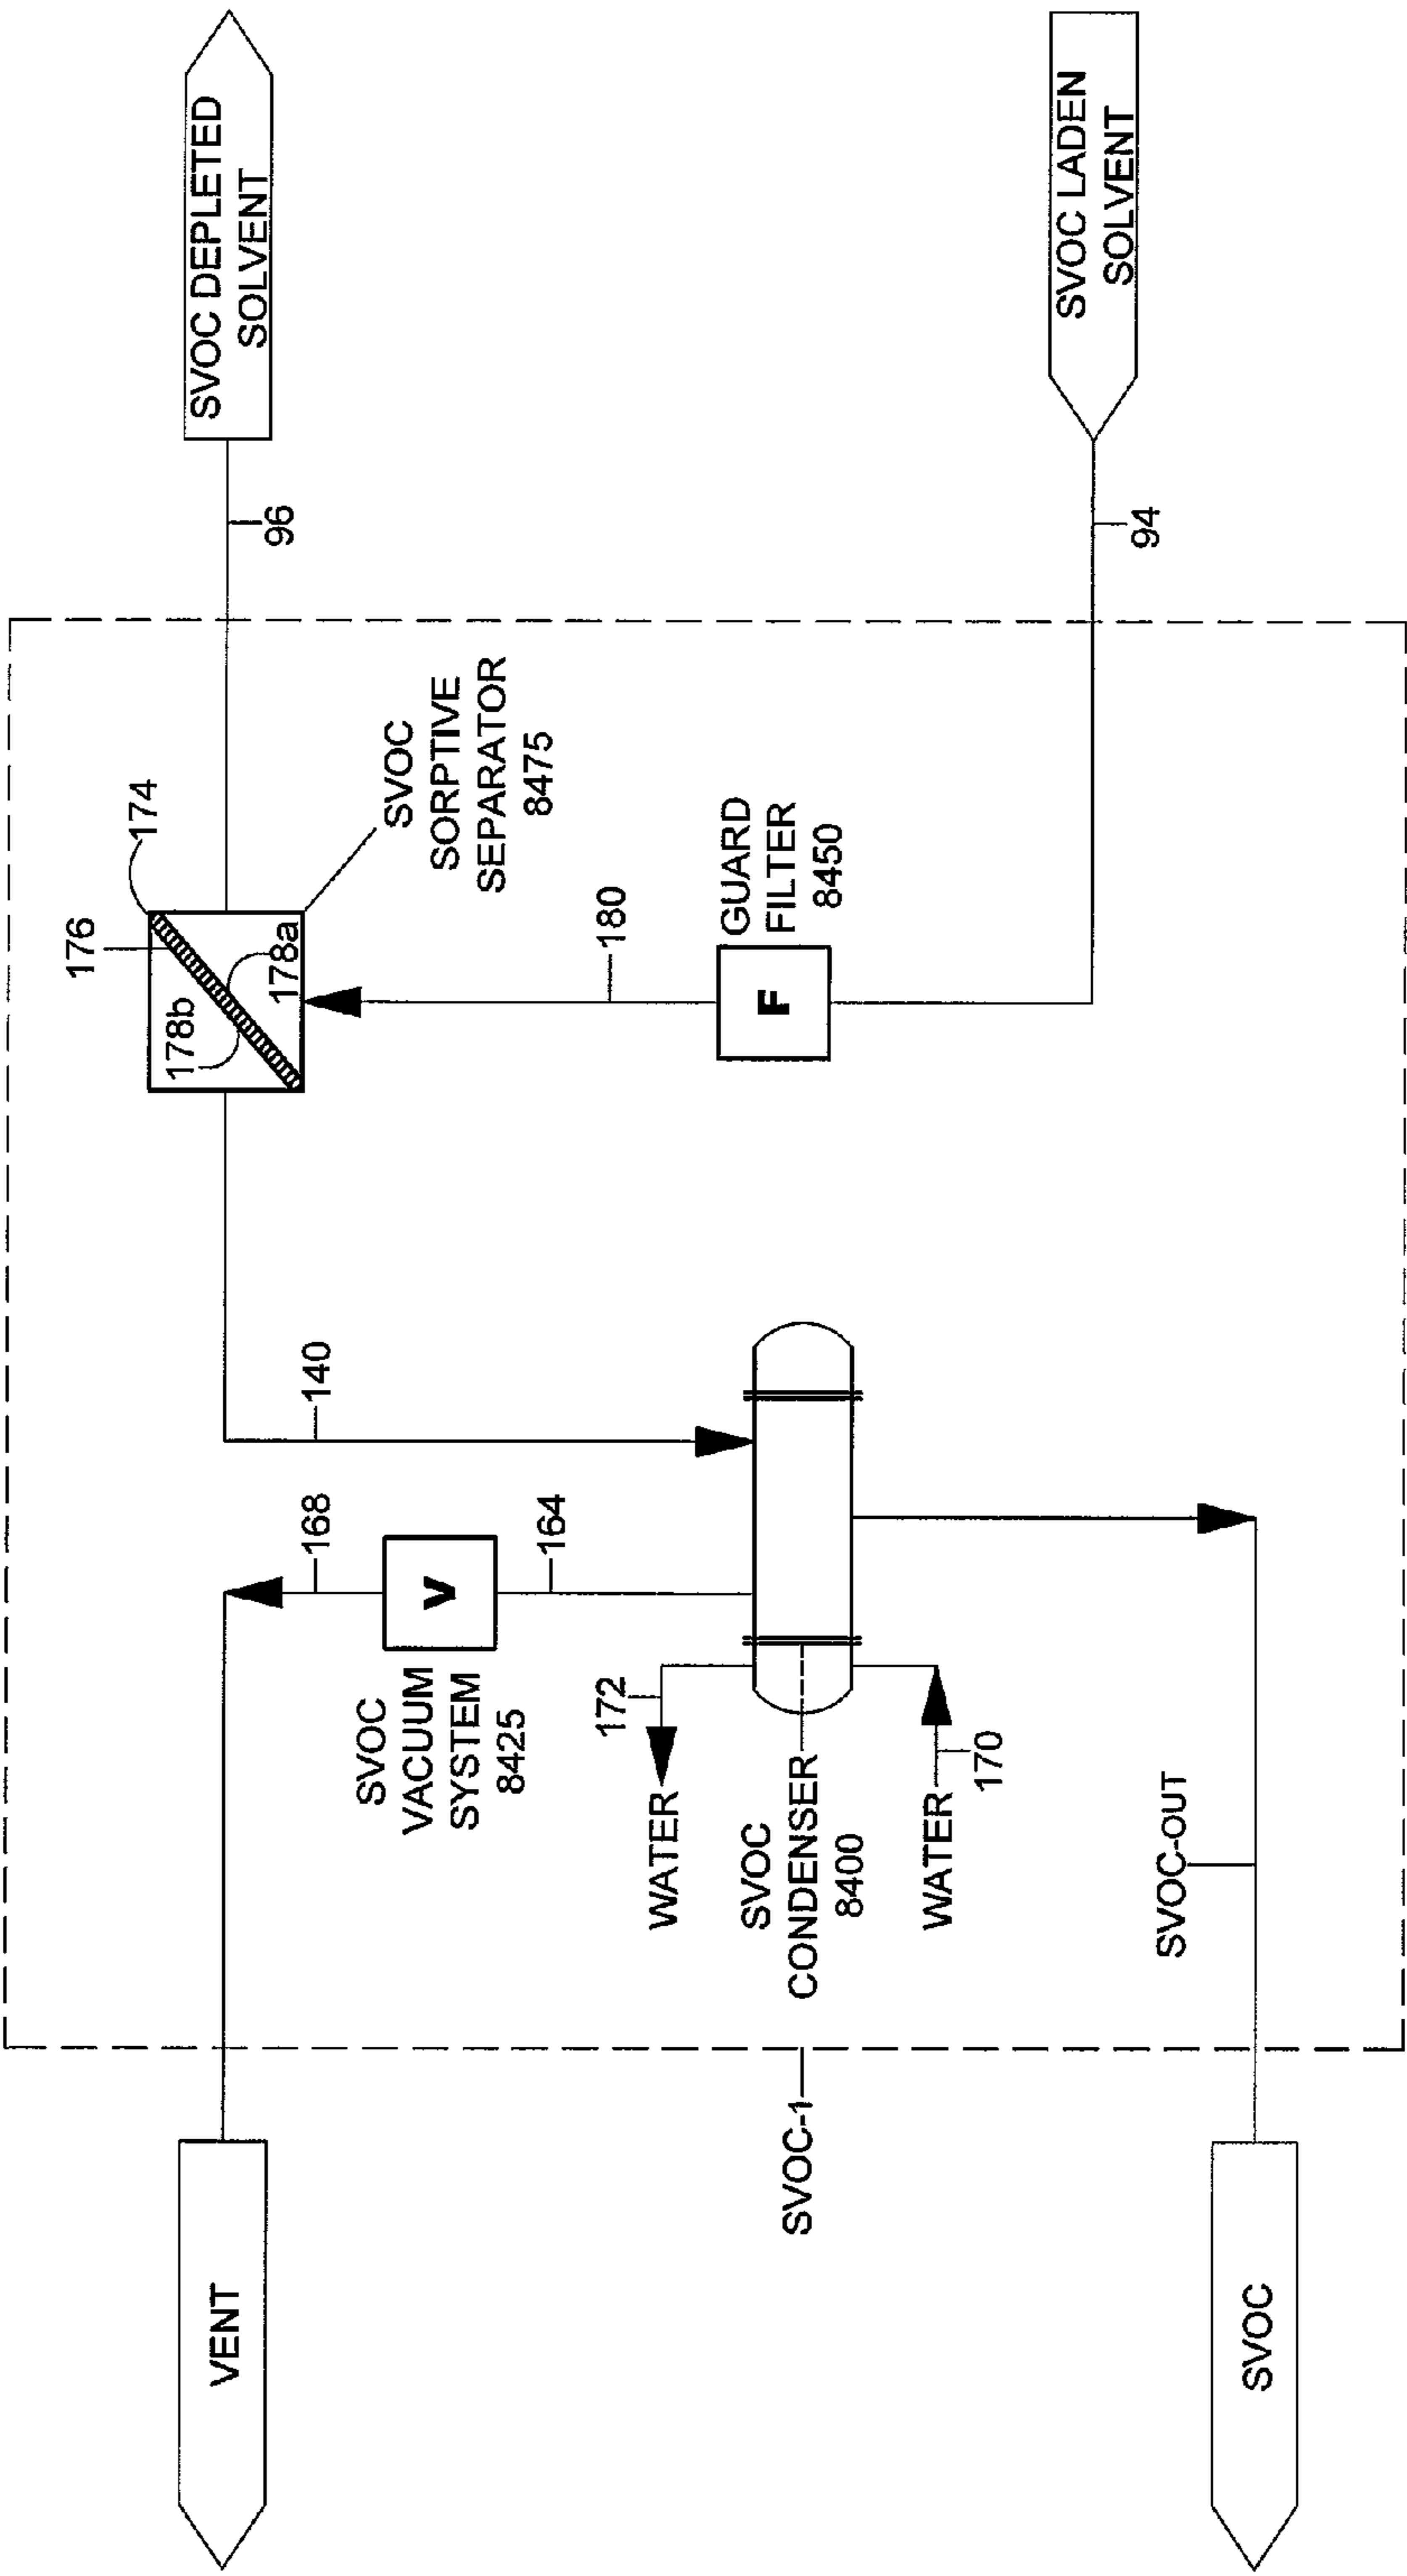 VENT
SVOC
SVOC-1
SVOC-OUT
168
SVOC
VACUUM
SYSTEM
8425
V
164
172
WATER
SVOC
CONDENSER
8400
WATER
170
140
176
174
178b
178a
SVOC
SORPTIVE
SEPARATOR
8475
180
GUARD
FILTER
8450
F
96
94
SVOC DEPLETED
SOLVENT
SVOC LADEN
SOLVENT